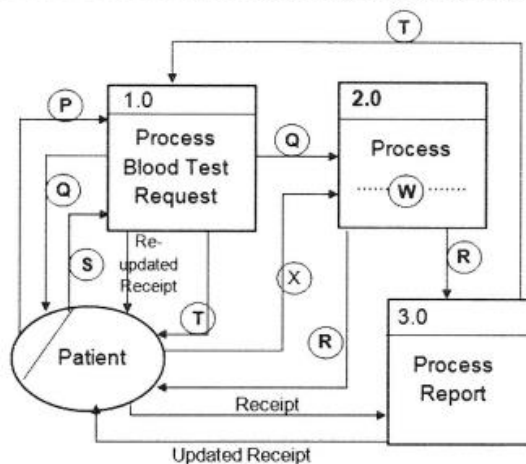 T
P
1.0
Process
Blood Test
Request
Q
2.0
Process
W
Q
S
Re-
updated
Receipt
T
X
R
R
3.0
Process
Report
Patient
Receipt
Updated Receipt